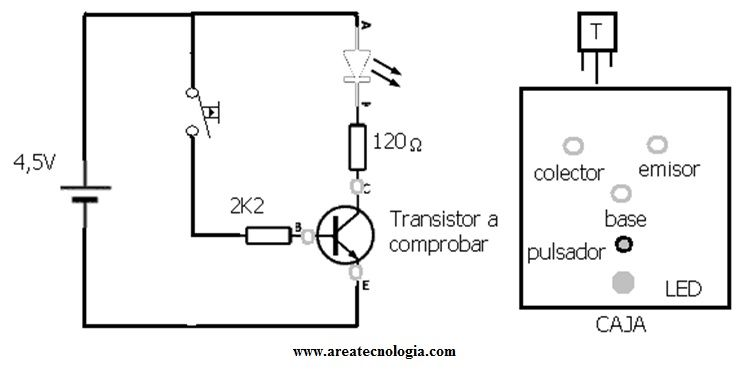 A
T
K
120Ω
4,5V
C
colector
emisor
2K2
B
Transistor a
comprobar
base
pulsador
E
LED
CAJA
www.areatecnologia.com